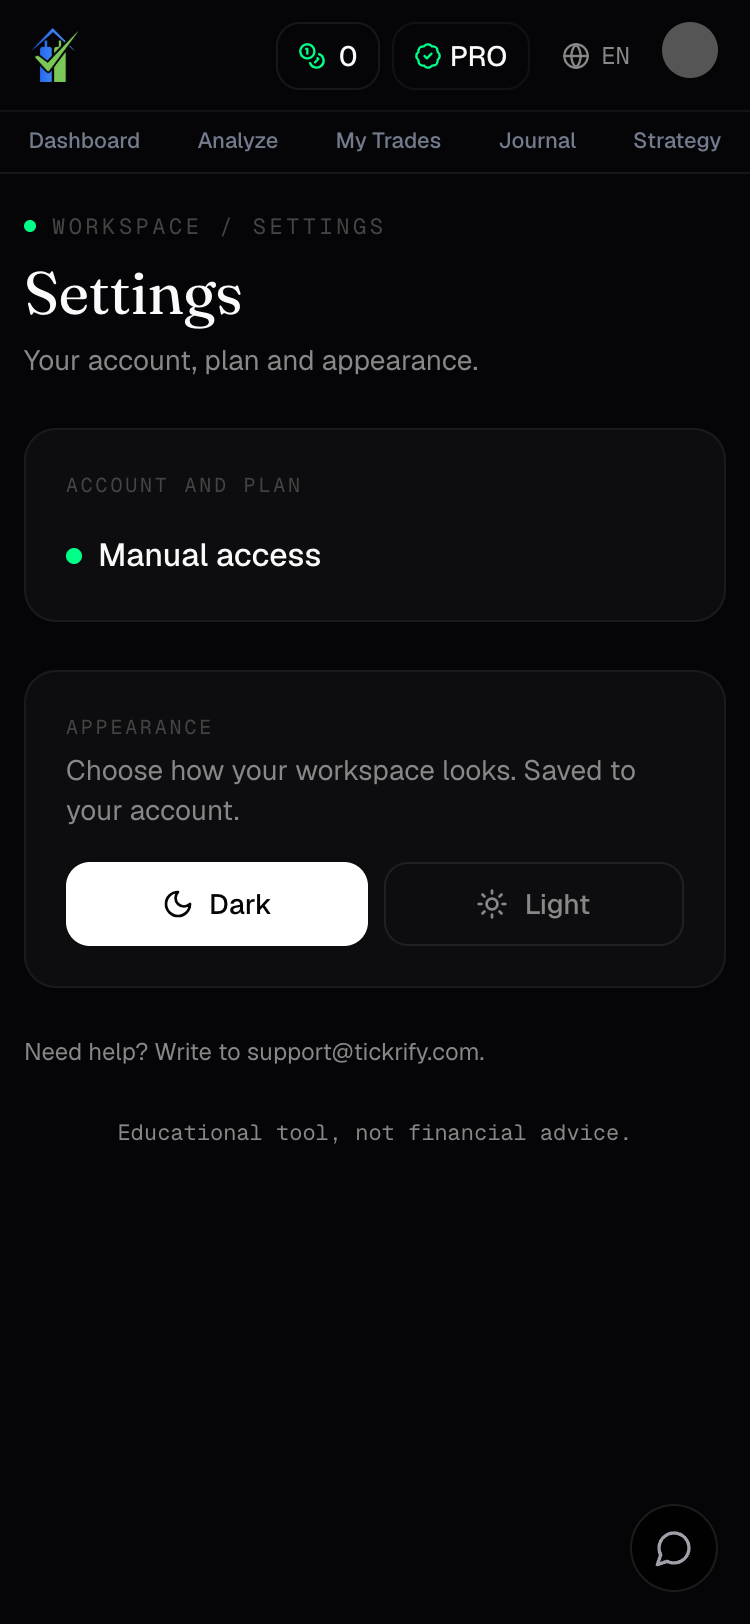 0
PRO
EN
Dashboard
Analyze
My Trades
Journal
Strategy
WORKSPACE / SETTINGS
Settings
Your account, plan and appearance.
ACCOUNT AND PLAN
Manual access
APPEARANCE
Choose how your workspace looks. Saved to
your account.
Dark
Light
Need help? Write to support@tickrify.com.
Educational tool, not financial advice.